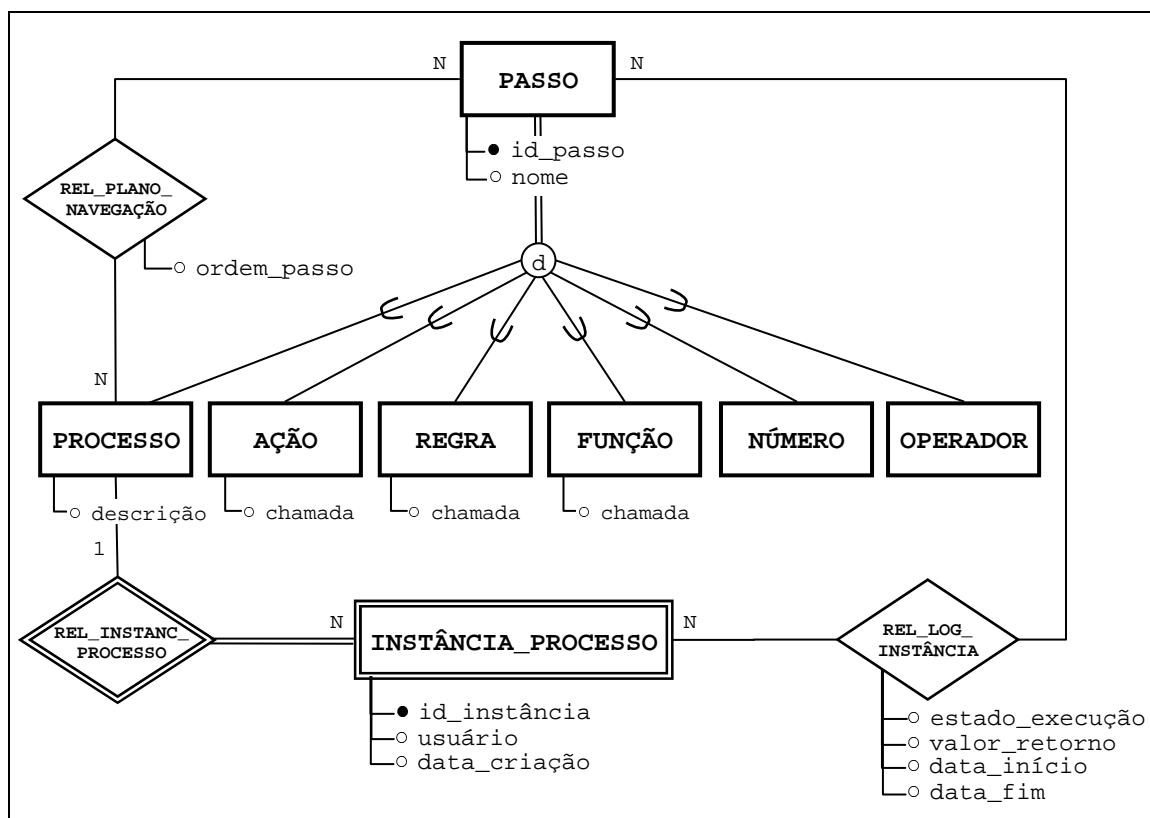 N
PASSO
N
id_passo
nome
REL_PLANO_
NAVEGAÇÃO
ordem_passo
d
N
PROCESSO
AÇÃO
REGRA
FUNÇÃO
NÚMERO
OPERADOR
descrição
chamada
chamada
chamada
1
REL_INSTANC_
PROCESSO
N
INSTÂNCIA_PROCESSO
N
REL_LOG_
INSTÂNCIA
id_instância
usuário
data_criação
estado_execução
valor_retorno
data_início
data_fim